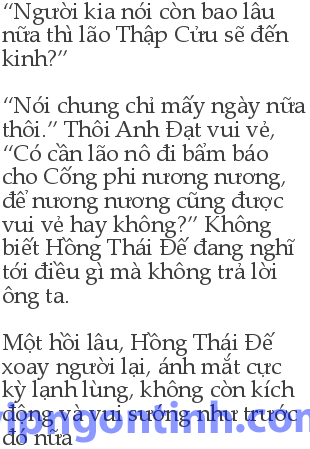 “Người kia nói còn bao lâu
nữa thì lão Thập Cửu sẽ đến
kinh?”
“Nói chung chỉ mấy ngày nữa
thôi.” Thôi Anh Đạt vui vẻ,
“Có cần lão nô đi bẩm báo
cho Cống phi nương nương,
để nương nương cũng được
vui vẻ hay không?” Không
biết Hồng Thái Đế đang nghĩ
tới điều gì mà không trả lời
ông ta.
Một hồi lâu, Hồng Thái Đế
xoay người lại, ánh mắt cực
kỳ lạnh lùng, không còn kích
động và vui sướng như trước
đó nữa